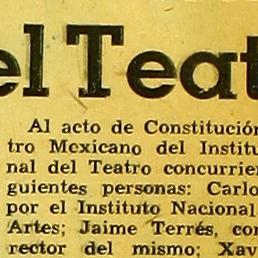 el Teat
Al acto de Constitución
tro Mexicano del Institu
nal del Teatro concurrier
guientes personas: Carlo
por el Instituto Nacional
Artes; Jaime Terrés, com
rector del mismo; Xav